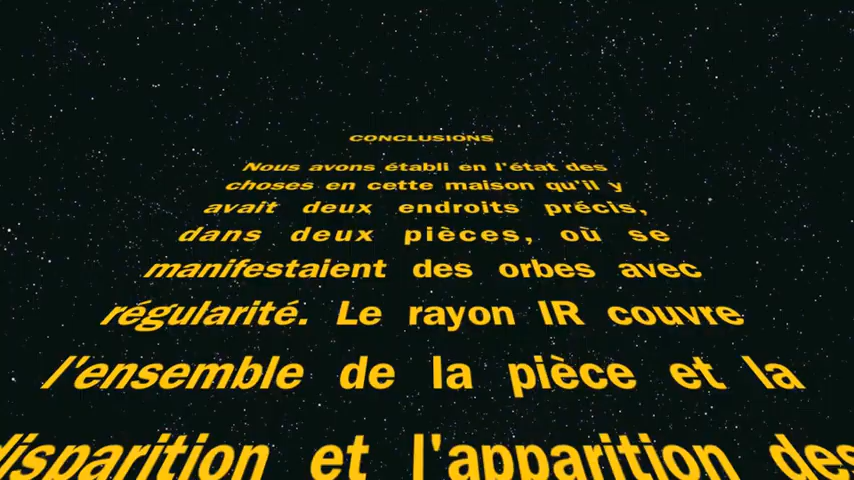 CONCLUSIONS
Nous avons établi en l'état des
choses en cette maison qu'il y
avait deux endroits précis,
dans deux pièces, où se
manifestaient des orbes avec
régularité. Le rayon IR couvre
l'ensemble de la pièce et la
disparition et l'apparition des